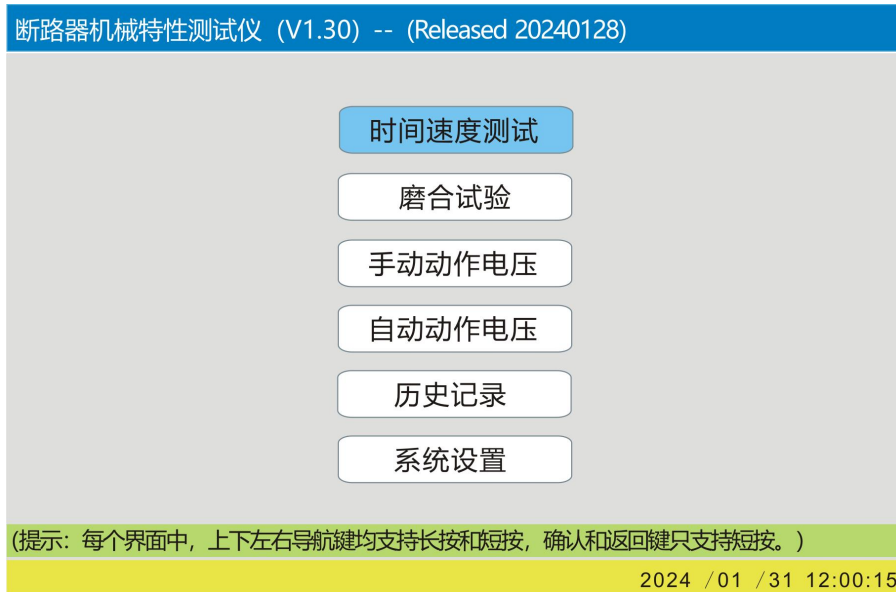 断路器机械特性测试仪 (V1.30) -- (Released 20240128)
时间速度测试
磨合试验
手动动作电压
自动动作电压
历史记录
系统设置
(提示：每个界面中，上下左右导航键均支持长按和短按，确认和返回键只支持短按。)
2024 /01 /31 12:00:15